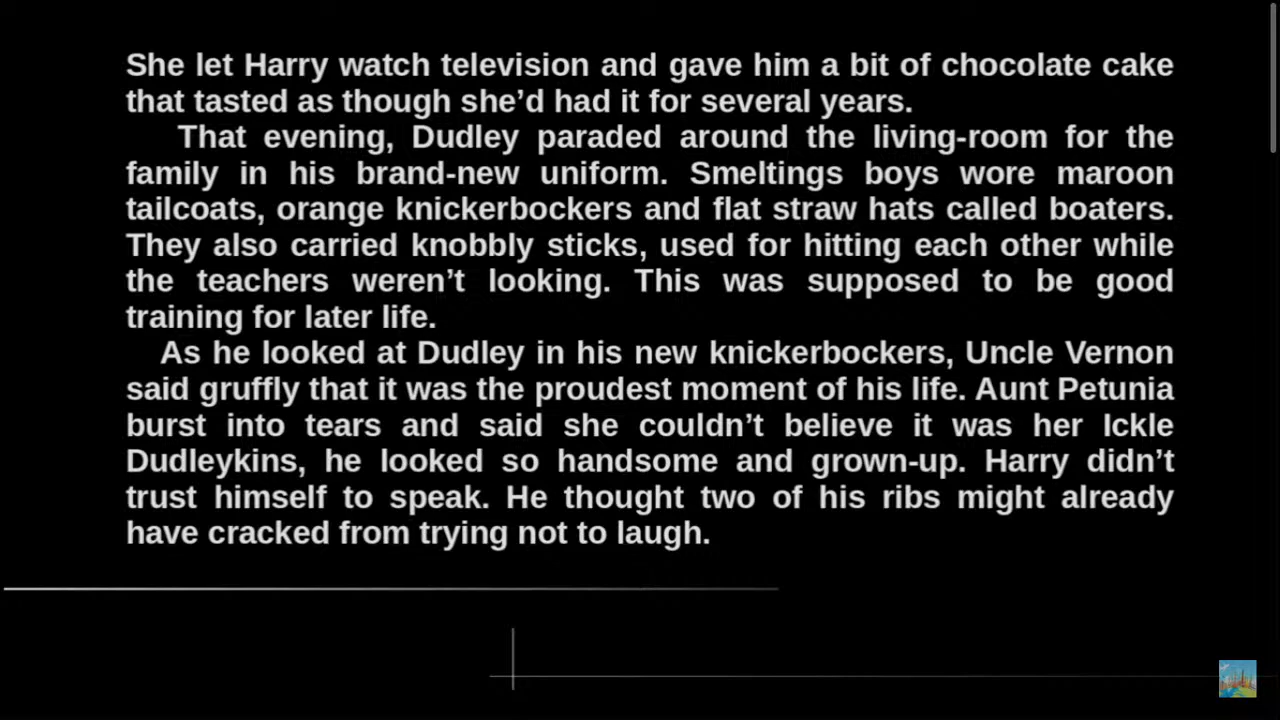 She let Harry watch television and gave him a bit of chocolate cake
that tasted as though she’d had it for several years.
That evening, Dudley paraded around the living-room for the
family in his brand-new uniform. Smeltings boys wore maroon
tailcoats, orange knickerbockers and flat straw hats called boaters.
They also carried knobbly sticks, used for hitting each other while
the teachers weren’t looking. This was supposed to be good
training for later life.
As he looked at Dudley in his new knickerbockers, Uncle Vernon
said gruffly that it was the proudest moment of his life. Aunt Petunia
burst into tears and said she couldn’t believe it was her Ickle
Dudleykins, he looked so handsome and grown-up. Harry didn’t
trust himself to speak. He thought two of his ribs might already
have cracked from trying not to laugh.